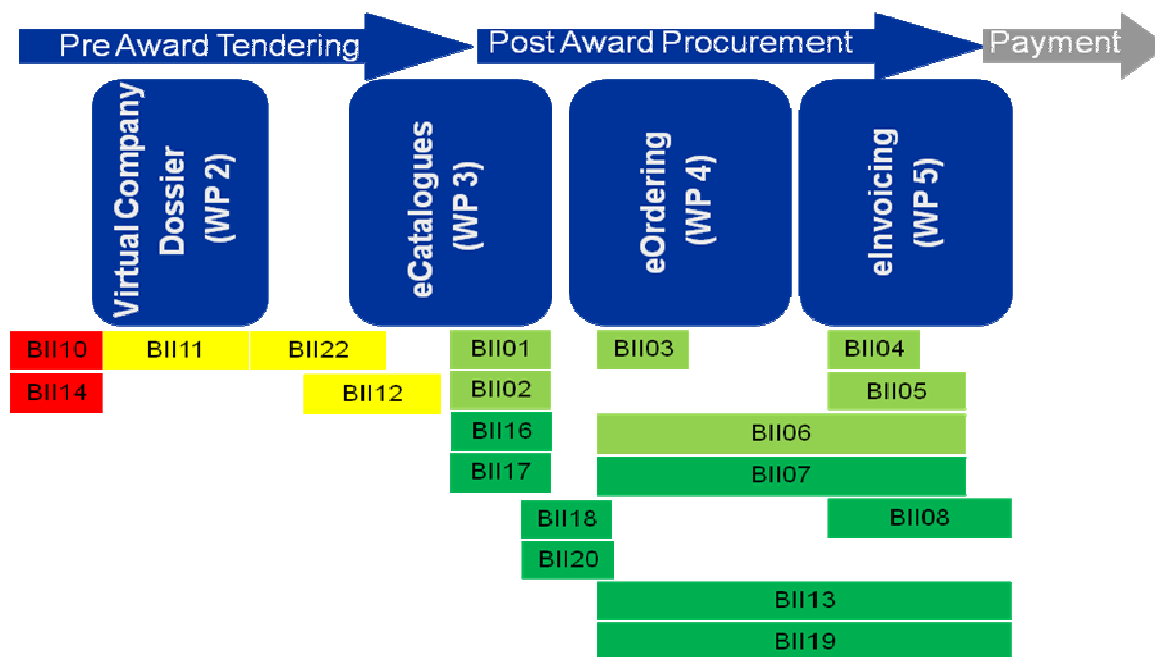 Pre Award Tendering
Post Award Procurement
Payment
Virtual Company
Dossier
(WP 2)
eCatalogues
(WP 3)
eOrdering
(WP 4)
eInvoicing
(WP 5)
BII10
BII11
BII22
BII01
BII03
BII04
BII14
BII12
BII02
BII05
BII16
BII06
BII17
BII07
BII18
BII08
BII20
BII13
BII19